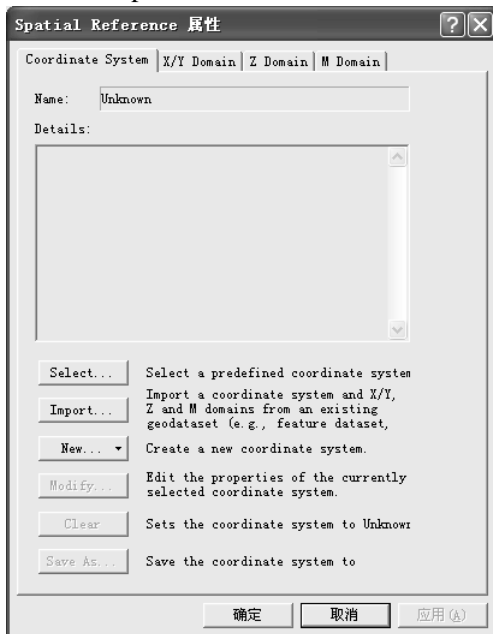 Spatial Reference 属性
Coordinate System X/Y Domain Z Domain M Domain
Name: Unknown
Details:
Select... Select a predefined coordinate system
Import... Import a coordinate system and X/Y,
Z and M domains from an existing
geodataset (e.g., feature dataset,
New... Create a new coordinate system.
Modify... Edit the properties of the currently
selected coordinate system.
Clear Sets the coordinate system to Unknown
Save As... Save the coordinate system to
确定 取消 应用(A)